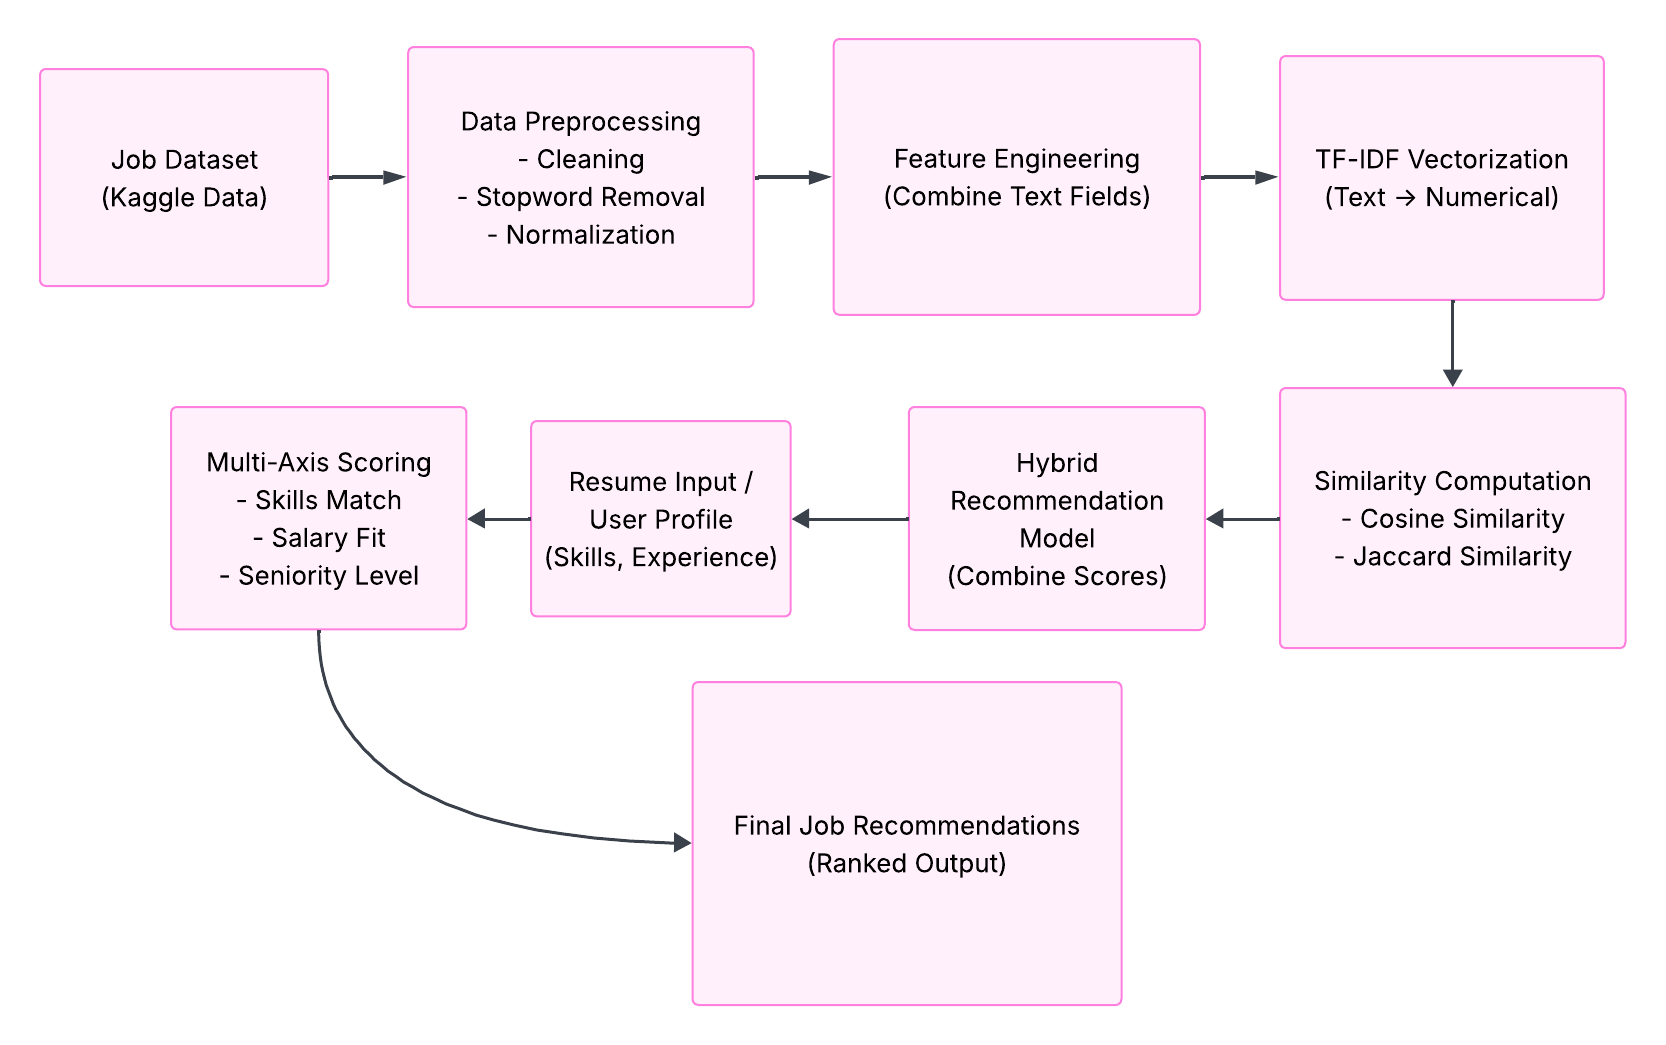 Job Dataset
(Kaggle Data)
Data Preprocessing
- Cleaning
- Stopword Removal
- Normalization
Feature Engineering
(Combine Text Fields)
TF-IDF Vectorization
(Text → Numerical)
Similarity Computation
- Cosine Similarity
- Jaccard Similarity
Hybrid
Recommendation
Model
(Combine Scores)
Resume Input /
User Profile
(Skills, Experience)
Multi-Axis Scoring
- Skills Match
- Salary Fit
- Seniority Level
Final Job Recommendations
(Ranked Output)